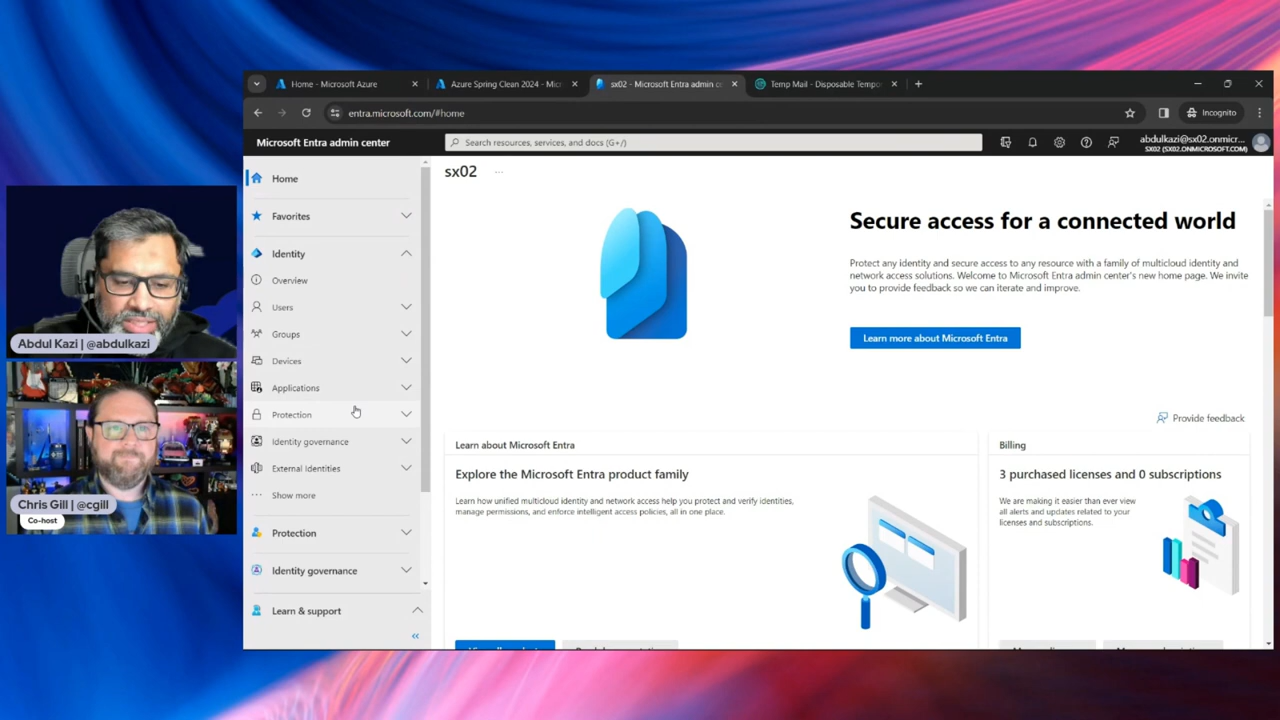 Home - Microsoft Azure
Azure Spring Clean 2024 - Micr
sx02 - Microsoft Entra admin c
Temp Mail - Disposable Tempo
entra.microsoft.com/#home
Incognito
Microsoft Entra admin center
Search resources, services, and docs (G+/)
abdulkazi@sx02.onmicr...
SX02 (SX02.ONMICROSOFT.COM)
Home
Favorites
Identity
Overview
Users
Groups
Devices
Applications
Protection
Identity governance
External Identities
... Show more
Protection
Identity governance
Learn & support
sx02 ...
Secure access for a connected world
Protect any identity and secure access to any resource with a family of multicloud identity and
network access solutions. Welcome to Microsoft Entra admin center's new home page. We invite
you to provide feedback so we can iterate and improve.
Learn more about Microsoft Entra
Provide feedback
Learn about Microsoft Entra
Explore the Microsoft Entra product family
Learn how unified multicloud identity and network access help you protect and verify identities,
manage permissions, and enforce intelligent access policies, all in one place.
Billing
3 purchased licenses and 0 subscriptions
We are making it easier than ever view
all alerts and updates related to your
licenses and subscriptions.
Abdul Kazi | @abdulkazi
Chris Gill | @cgill
Co-host